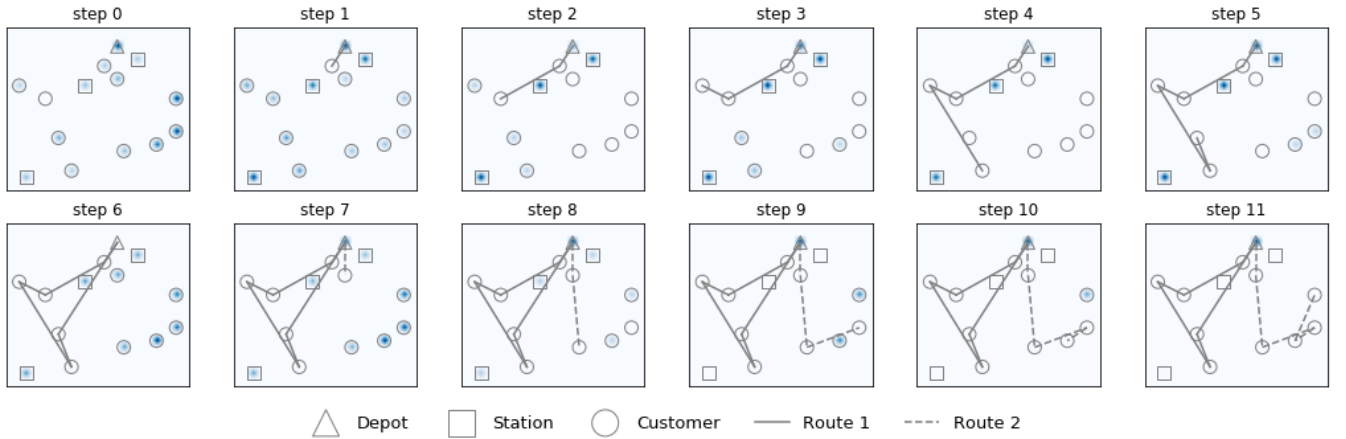 step 0 step 1 step 2 step 3 step 4 step 5
step 6 step 7 step 8 step 9 step 10 step 11
Depot Station Customer Route 1 Route 2